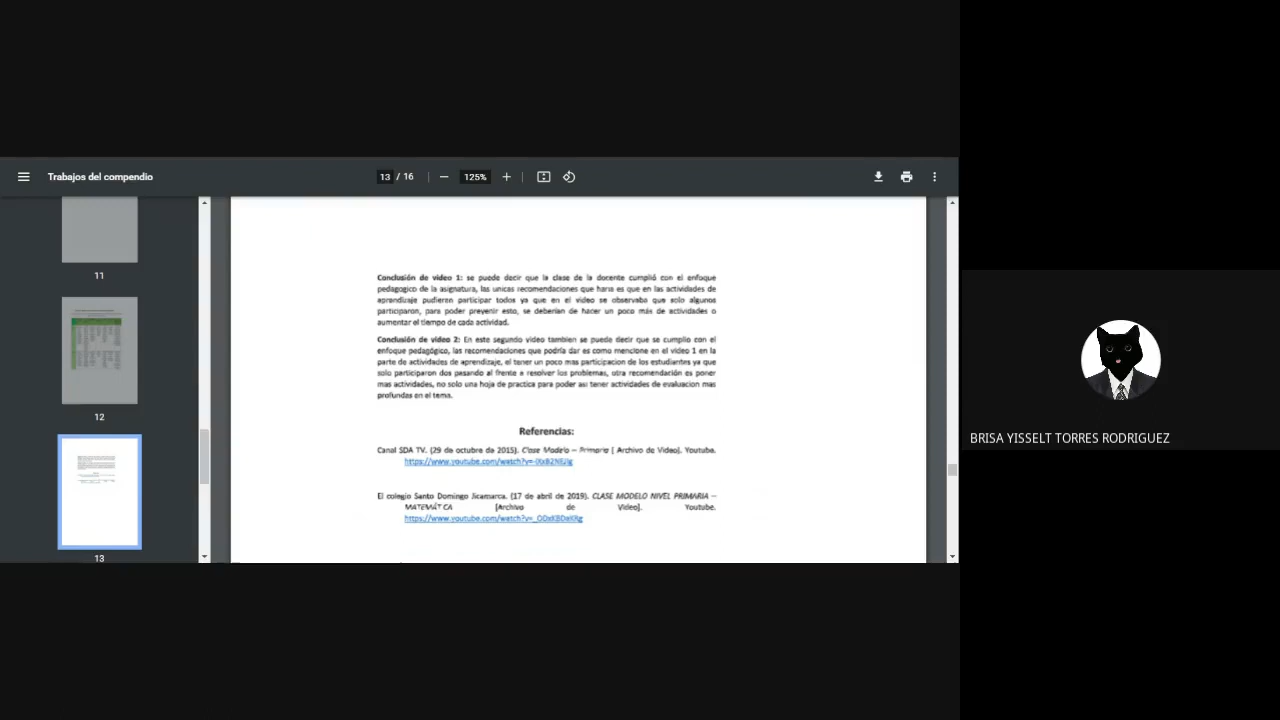 Trabajos del compendio
13 / 16
125%
11
12
13
Conclusión de video 1: se puede decir que la clase de la docente cumplió con el enfoque
pedagogico de la asignatura, las unicas recomendaciones que haria es que en las actividades de
aprendizaje pudieran participar todos ya que en el video se observaba que solo algunos
participaron, para poder prevenir esto, se deberían de hacer un poco más de actividades o
aumentar el tiempo de cada actividad.
Conclusión de video 2: En este segundo video tambien se puede decir que se cumplio con el
enfoque pedagógico, las recomendaciones que podría dar es como mencione en el video 1 en la
parte de actividades de aprendizaje, el tener un poco mas participacion de los estudiantes ya que
solo participaron dos pasando al frente a resolver los problemas, otra recomendación es poner
mas actividades, no solo una hoja de practica para poder asi tener actividades de evaluacion mas
profundas en el tema.
Referencias:
Canal SDA TV. (29 de octubre de 2015). Clase Modelo – Primaria [ Archivo de Video]. Youtube.
El colegio Santo Domingo Jicamarca. (17 de abril de 2019). CLASE MODELO NIVEL PRIMARIA –
MATEMÁTICA [Archivo de Video]. Youtube.
BRISA YISSELT TORRES RODRIGUEZ